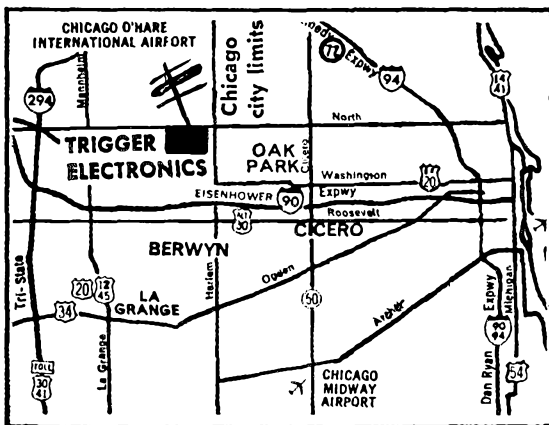 CHICAGO O'HARE
INTERNATIONAL AIRFORT
Mannheim
294
Chicago
city limits
Expwy
94
14
41
North
TRIGGER
ELECTRONICS
OAK
PARK
Cicero
Washington
20
EISENHOWER
90
Expwy
ALT
30
Roosevelt
CICERO
BERWYN
Tri-State
Harlem
Ogden
20
12
45
LA
GRANGE
34
50
Archer
Expwy
Michigan
90
94
La Grange
TOLL
30
41
CHICAGO
MIDWAY
AIRPORT
Dan Ryan
54